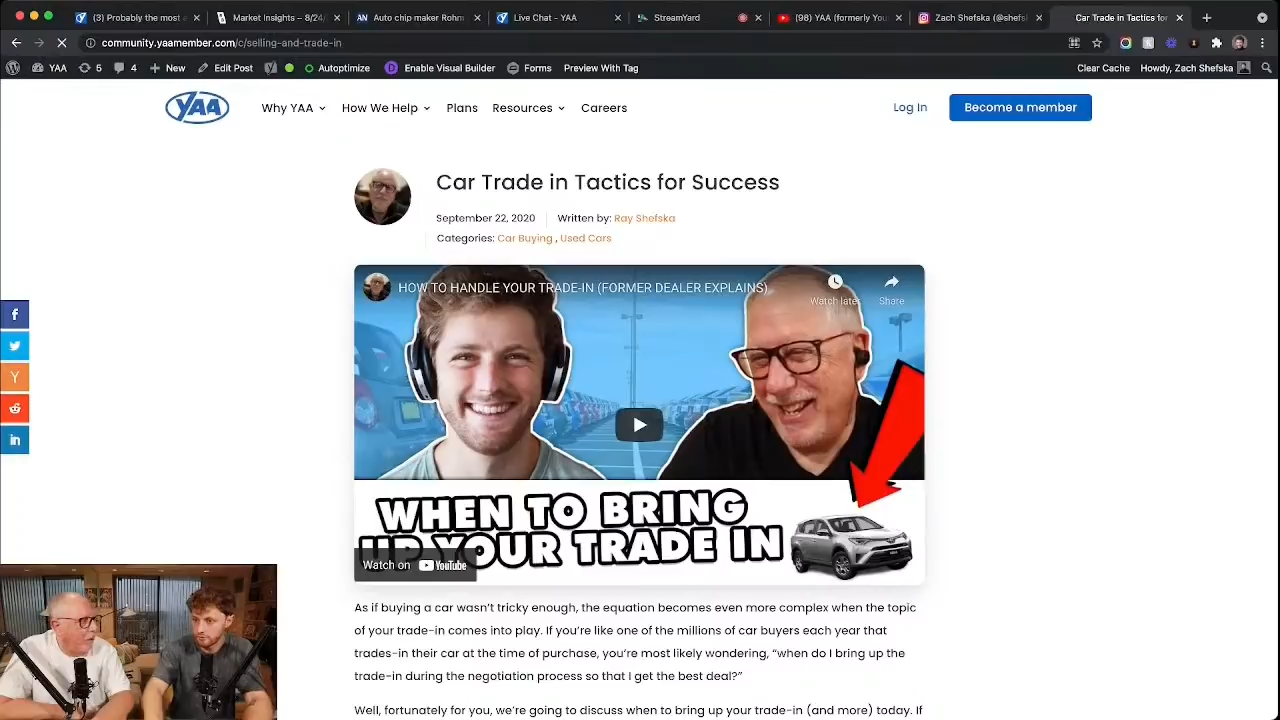 (3) Probably the most a
Market Insights – 8/24/
AN Auto chip maker Rohm
Live Chat - YAA
StreamYard
(98) YAA (formerly You
Zach Shefska (@shefs
Car Trade in Tactics for
community.yaamember.com/c/selling-and-trade-in
YAA
5
4
New
Edit Post
Autoptimize
D Enable Visual Builder
Forms
Preview With Tag
Clear Cache
Howdy, Zach Shefska
YAA
Why YAA
How We Help
Plans
Resources
Careers
Log In
Become a member
Car Trade in Tactics for Success
September 22, 2020
Written by: Ray Shefska
Categories: Car Buying , Used Cars
HOW TO HANDLE YOUR TRADE-IN (FORMER DEALER EXPLAINS)
Watch later
Share
WHEN TO BRING
UP YOUR TRADE IN
Watch on YouTube
As if buying a car wasn’t tricky enough, the equation becomes even more complex when the topic
of your trade-in comes into play. If you’re like one of the millions of car buyers each year that
trades-in their car at the time of purchase, you’re most likely wondering, “when do I bring up the
trade-in during the negotiation process so that I get the best deal?”
Well, fortunately for you, we’re going to discuss when to bring up your trade-in (and more) today. If